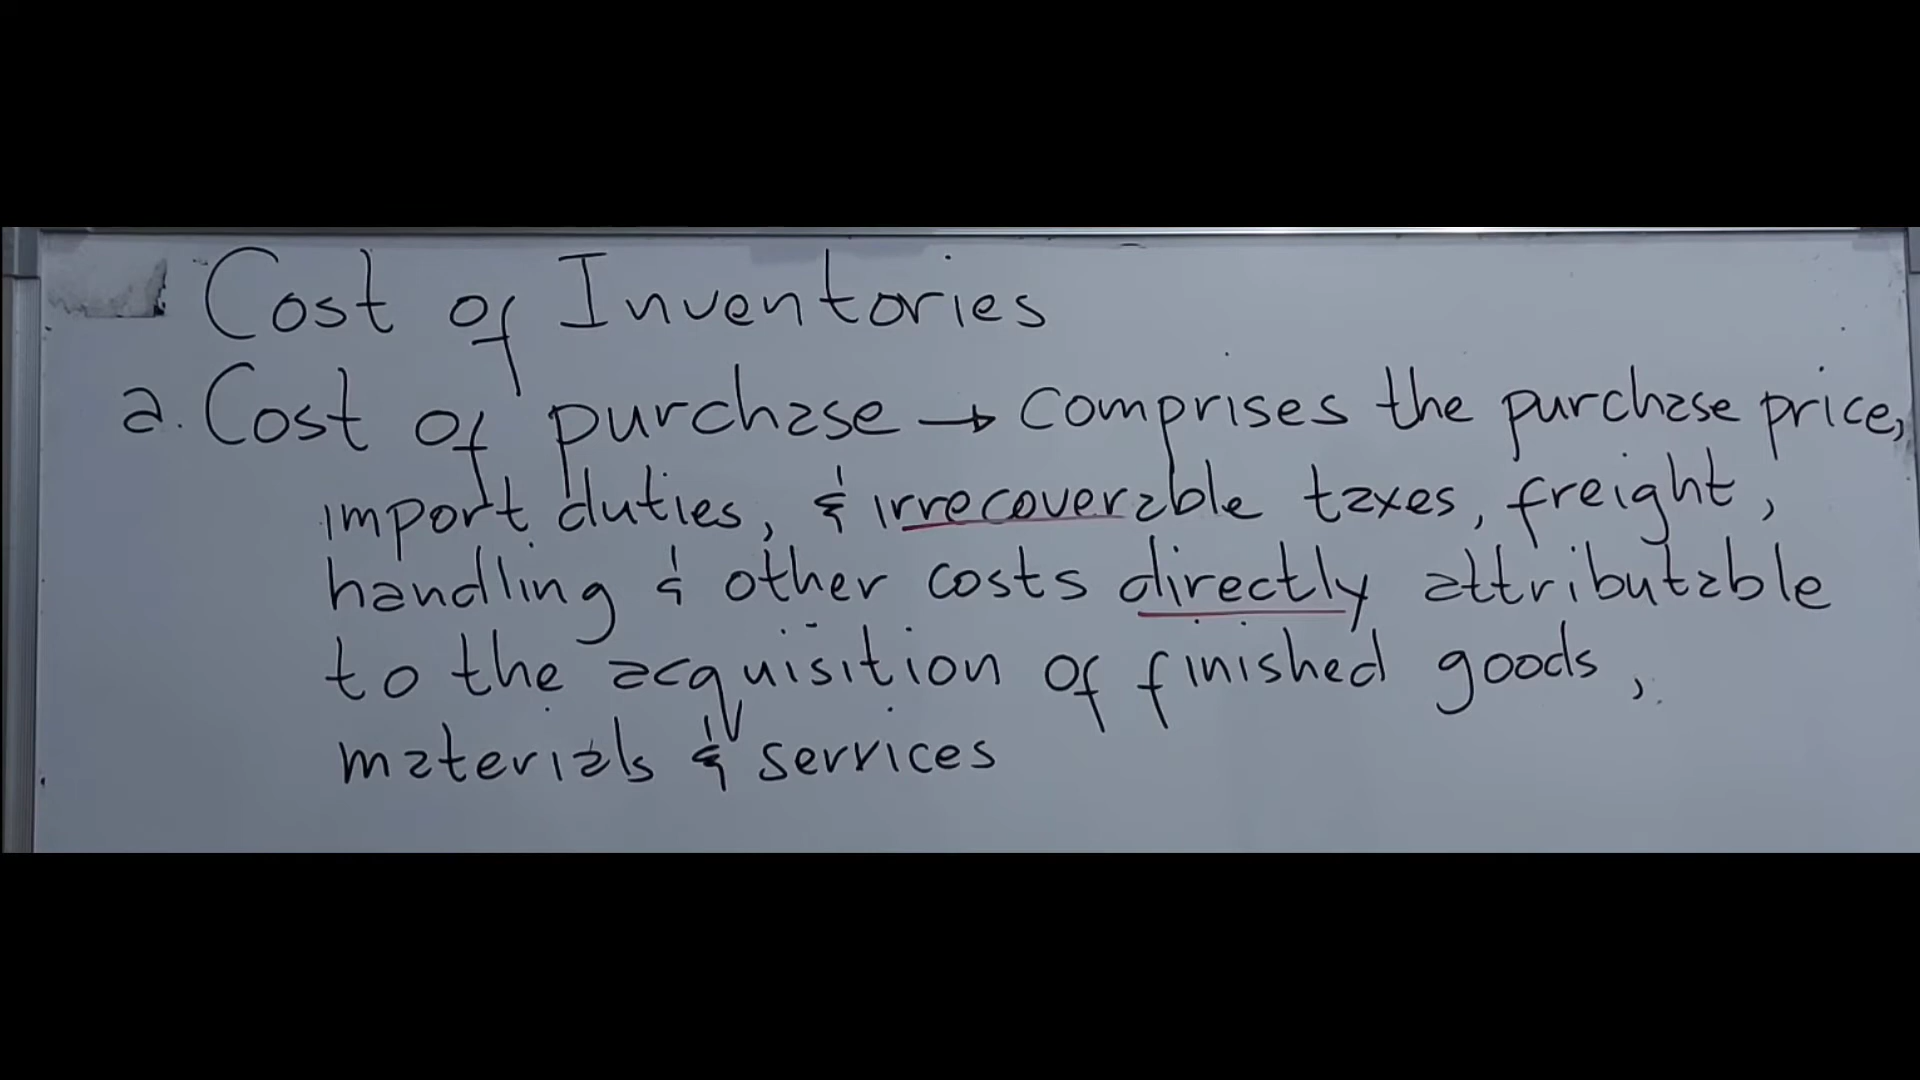 Cost of Inventories
a. Cost of purchase → comprises the purchase price,
import duties, & irrecoverable taxes, freight,
handling & other costs directly attributable
to the acquisition of finished goods,
materials & services